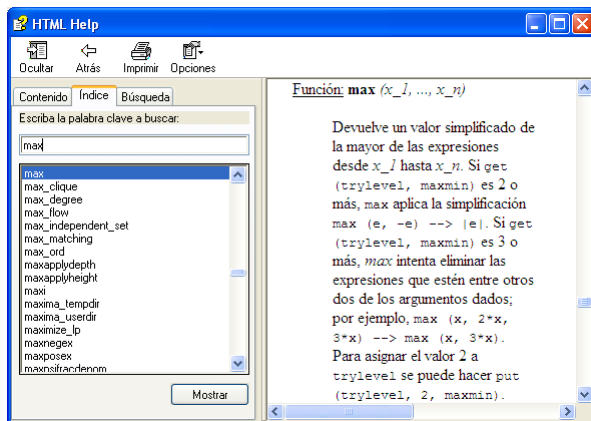 HTML Help
Ocultar Atrás Imprimir Opciones
Contenido Índice Búsqueda
Escriba la palabra clave a buscar:
max
max
max_clique
max_degree
max_flow
max_independent_set
max_matching
max_ord
maxapplydepth
maxapplyheight
maxi
maxima_tempdir
maxima_userdir
maximize_lp
maxnegex
maxposex
maxpsifracdenom
Mostrar
Función: max (x_1, ..., x_n)
Devuelve un valor simplificado de
la mayor de las expresiones
desde x_1 hasta x_n. Si get
(trylevel, maxmin) es 2 o
más, max aplica la simplificación
max (e, -e) --> |e|. Si get
(trylevel, maxmin) es 3 o
más, max intenta eliminar las
expresiones que estén entre otros
dos de los argumentos dados;
por ejemplo, max (x, 2*x,
3*x) --> max (x, 3*x).
Para asignar el valor 2 a
trylevel se puede hacer put
(trylevel, 2, maxmin).